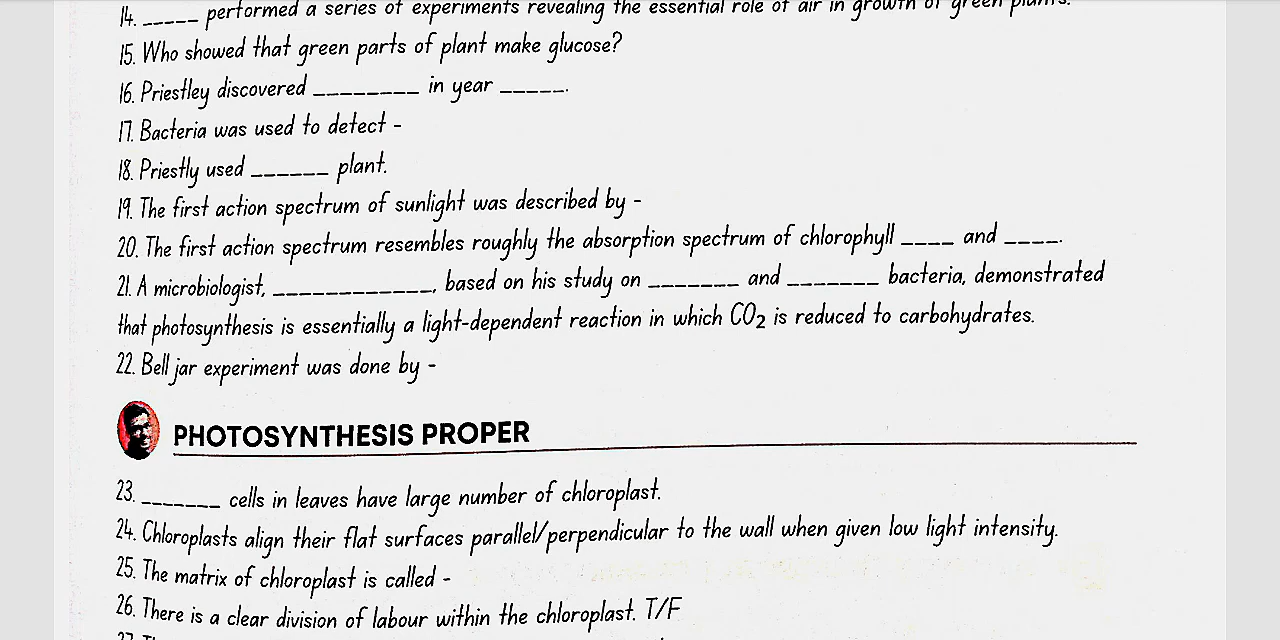 14. _____ performed a series of experiments revealing the essential role of air in growth of green plants.
15. Who showed that green parts of plant make glucose?
16. Priestley discovered ________ in year _____.
17. Bacteria was used to detect -
18. Priestly used ______ plant.
19. The first action spectrum of sunlight was described by -
20. The first action spectrum resembles roughly the absorption spectrum of chlorophyll ____ and ____.
21. A microbiologist, ____________, based on his study on _______ and _______ bacteria, demonstrated
that photosynthesis is essentially a light-dependent reaction in which CO₂ is reduced to carbohydrates.
22. Bell jar experiment was done by -
PHOTOSYNTHESIS PROPER
23. _______ cells in leaves have large number of chloroplast.
24. Chloroplasts align their flat surfaces parallel/perpendicular to the wall when given low light intensity.
25. The matrix of chloroplast is called -
26. There is a clear division of labour within the chloroplast. T/F